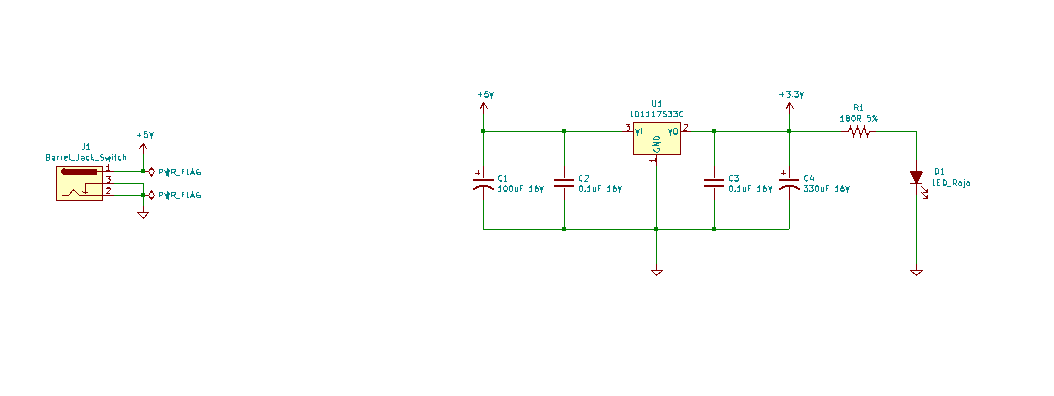 +5V
J1
Barrel_Jack_Switch
1
PWR_FLAG
3
2
PWR_FLAG
+5V
C1
100uF 16V
C2
0.1uF 16V
U1
LD1117S33C
3
VI
VO
2
GND
1
C3
0.1uF 16V
+3.3V
C4
330uF 16V
R1
180R 5%
D1
LED_Rojo